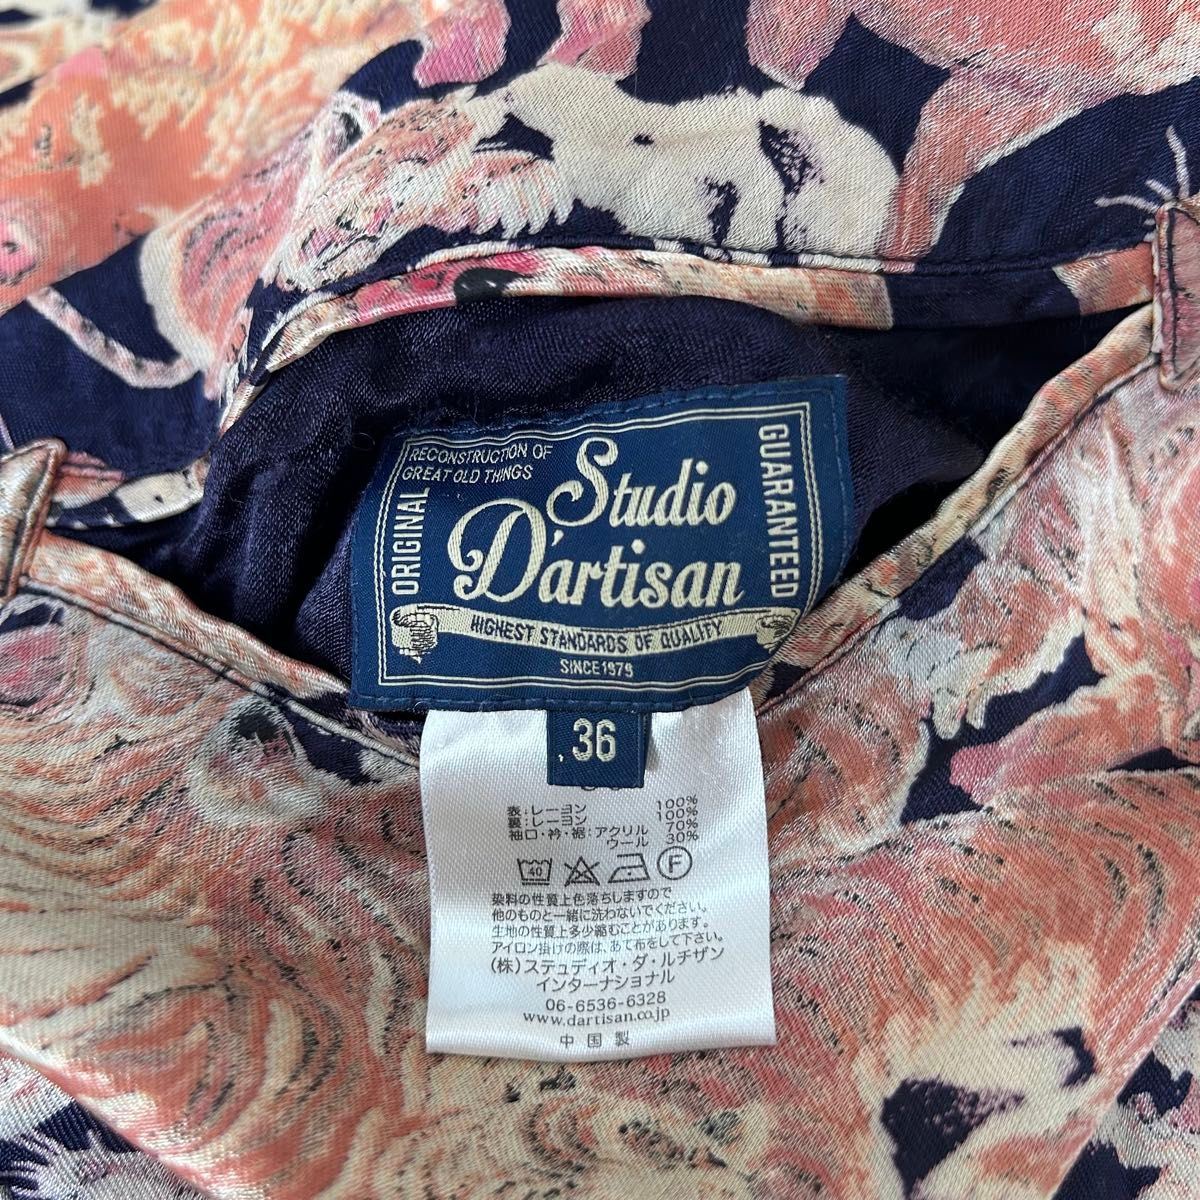 RECONSTRUCTION OF
GREAT OLD THINGS
ORIGINAL
Studio
D'artisan
GUARANTEED
HIGHEST STANDARDS OF QUALITY
SINCE 1979
36
表:レーヨン 100%
裏:レーヨン 100%
袖口・衿・裾:アクリル 70%
ウール 30%
40 F
染料の性質上色落ちしますので
他のものと一緒に洗わないでください。
生地の性質上多少縮むことがあります。
アイロン掛けの際は、あて布をして下さい。
(株)ステュディオ・ダ・ルチザン
インターナショナル
06-6536-6328
www.dartisan.co.jp
中国製